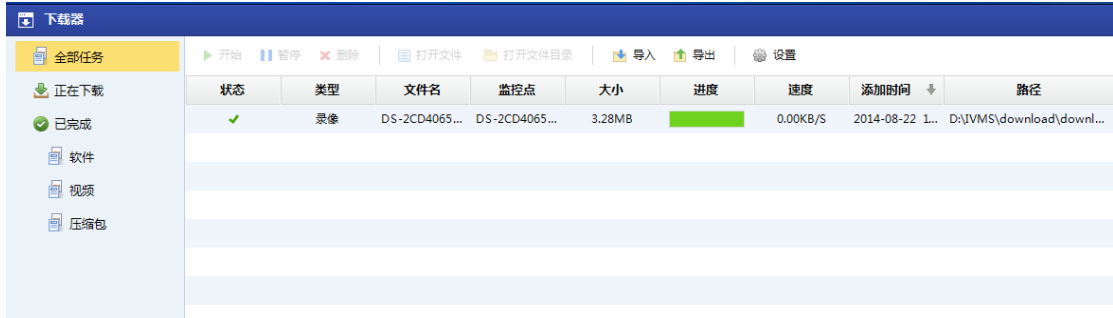 下载器
全部任务
正在下载
已完成
软件
视频
压缩包
开始 暂停 删除 打开文件 打开文件目录 导入 导出 设置
状态 类型 文件名 监控点 大小 进度 速度 添加时间 路径
录像 DS-2CD4065... DS-2CD4065... 3.28MB 0.00KB/S 2014-08-22 1... D:\IVMS\download\downl...